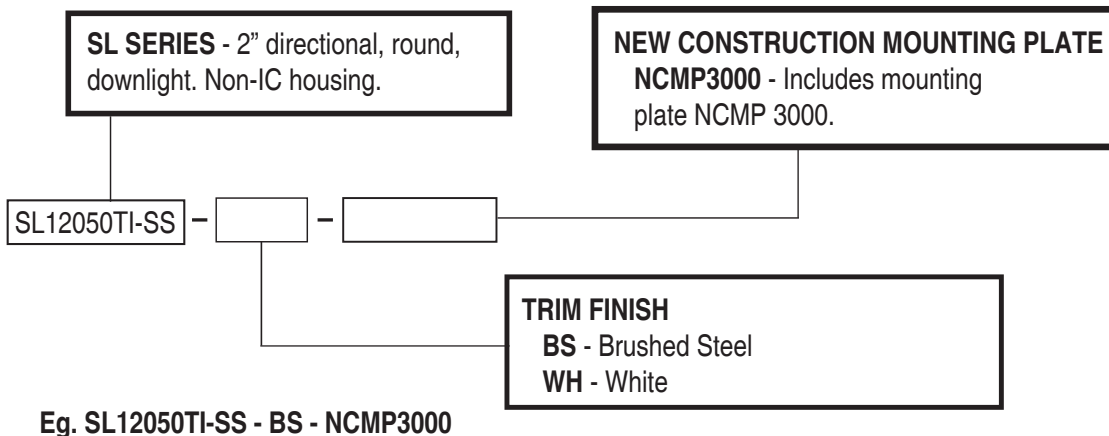 SL SERIES - 2” directional, round,
downlight. Non-IC housing.
NEW CONSTRUCTION MOUNTING PLATE
NCMP3000 - Includes mounting
plate NCMP 3000.
SL12050TI-SS – –
TRIM FINISH
BS - Brushed Steel
WH - White
Eg. SL12050TI-SS - BS - NCMP3000